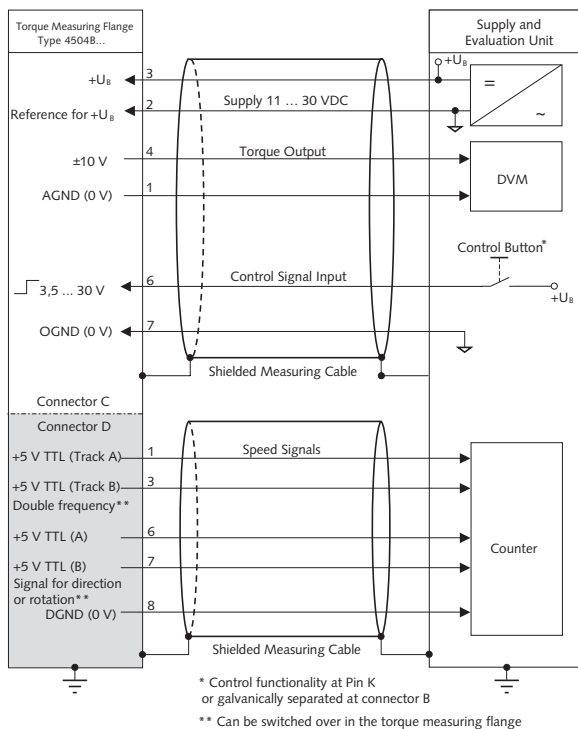 Torque Measuring Flange
Type 4504B...
Supply and
Evaluation Unit
+UB
3
+UB
=
~
Reference for +UB
2
Supply 11 ... 30 VDC
±10 V
4
Torque Output
DVM
AGND (0 V)
1
Control Button*
3,5 ... 30 V
6
Control Signal Input
+UB
OGND (0 V)
7
Shielded Measuring Cable
Connector C
Connector D
+5 V TTL (Track A)
1
Speed Signals
+5 V TTL (Track B)
3
Double frequency**
+5 V TTL (A)
6
Counter
+5 V TTL (B)
7
Signal for direction
or rotation**
DGND (0 V)
8
Shielded Measuring Cable
* Control functionality at Pin K
or galvanically separated at connector B
** Can be switched over in the torque measuring flange